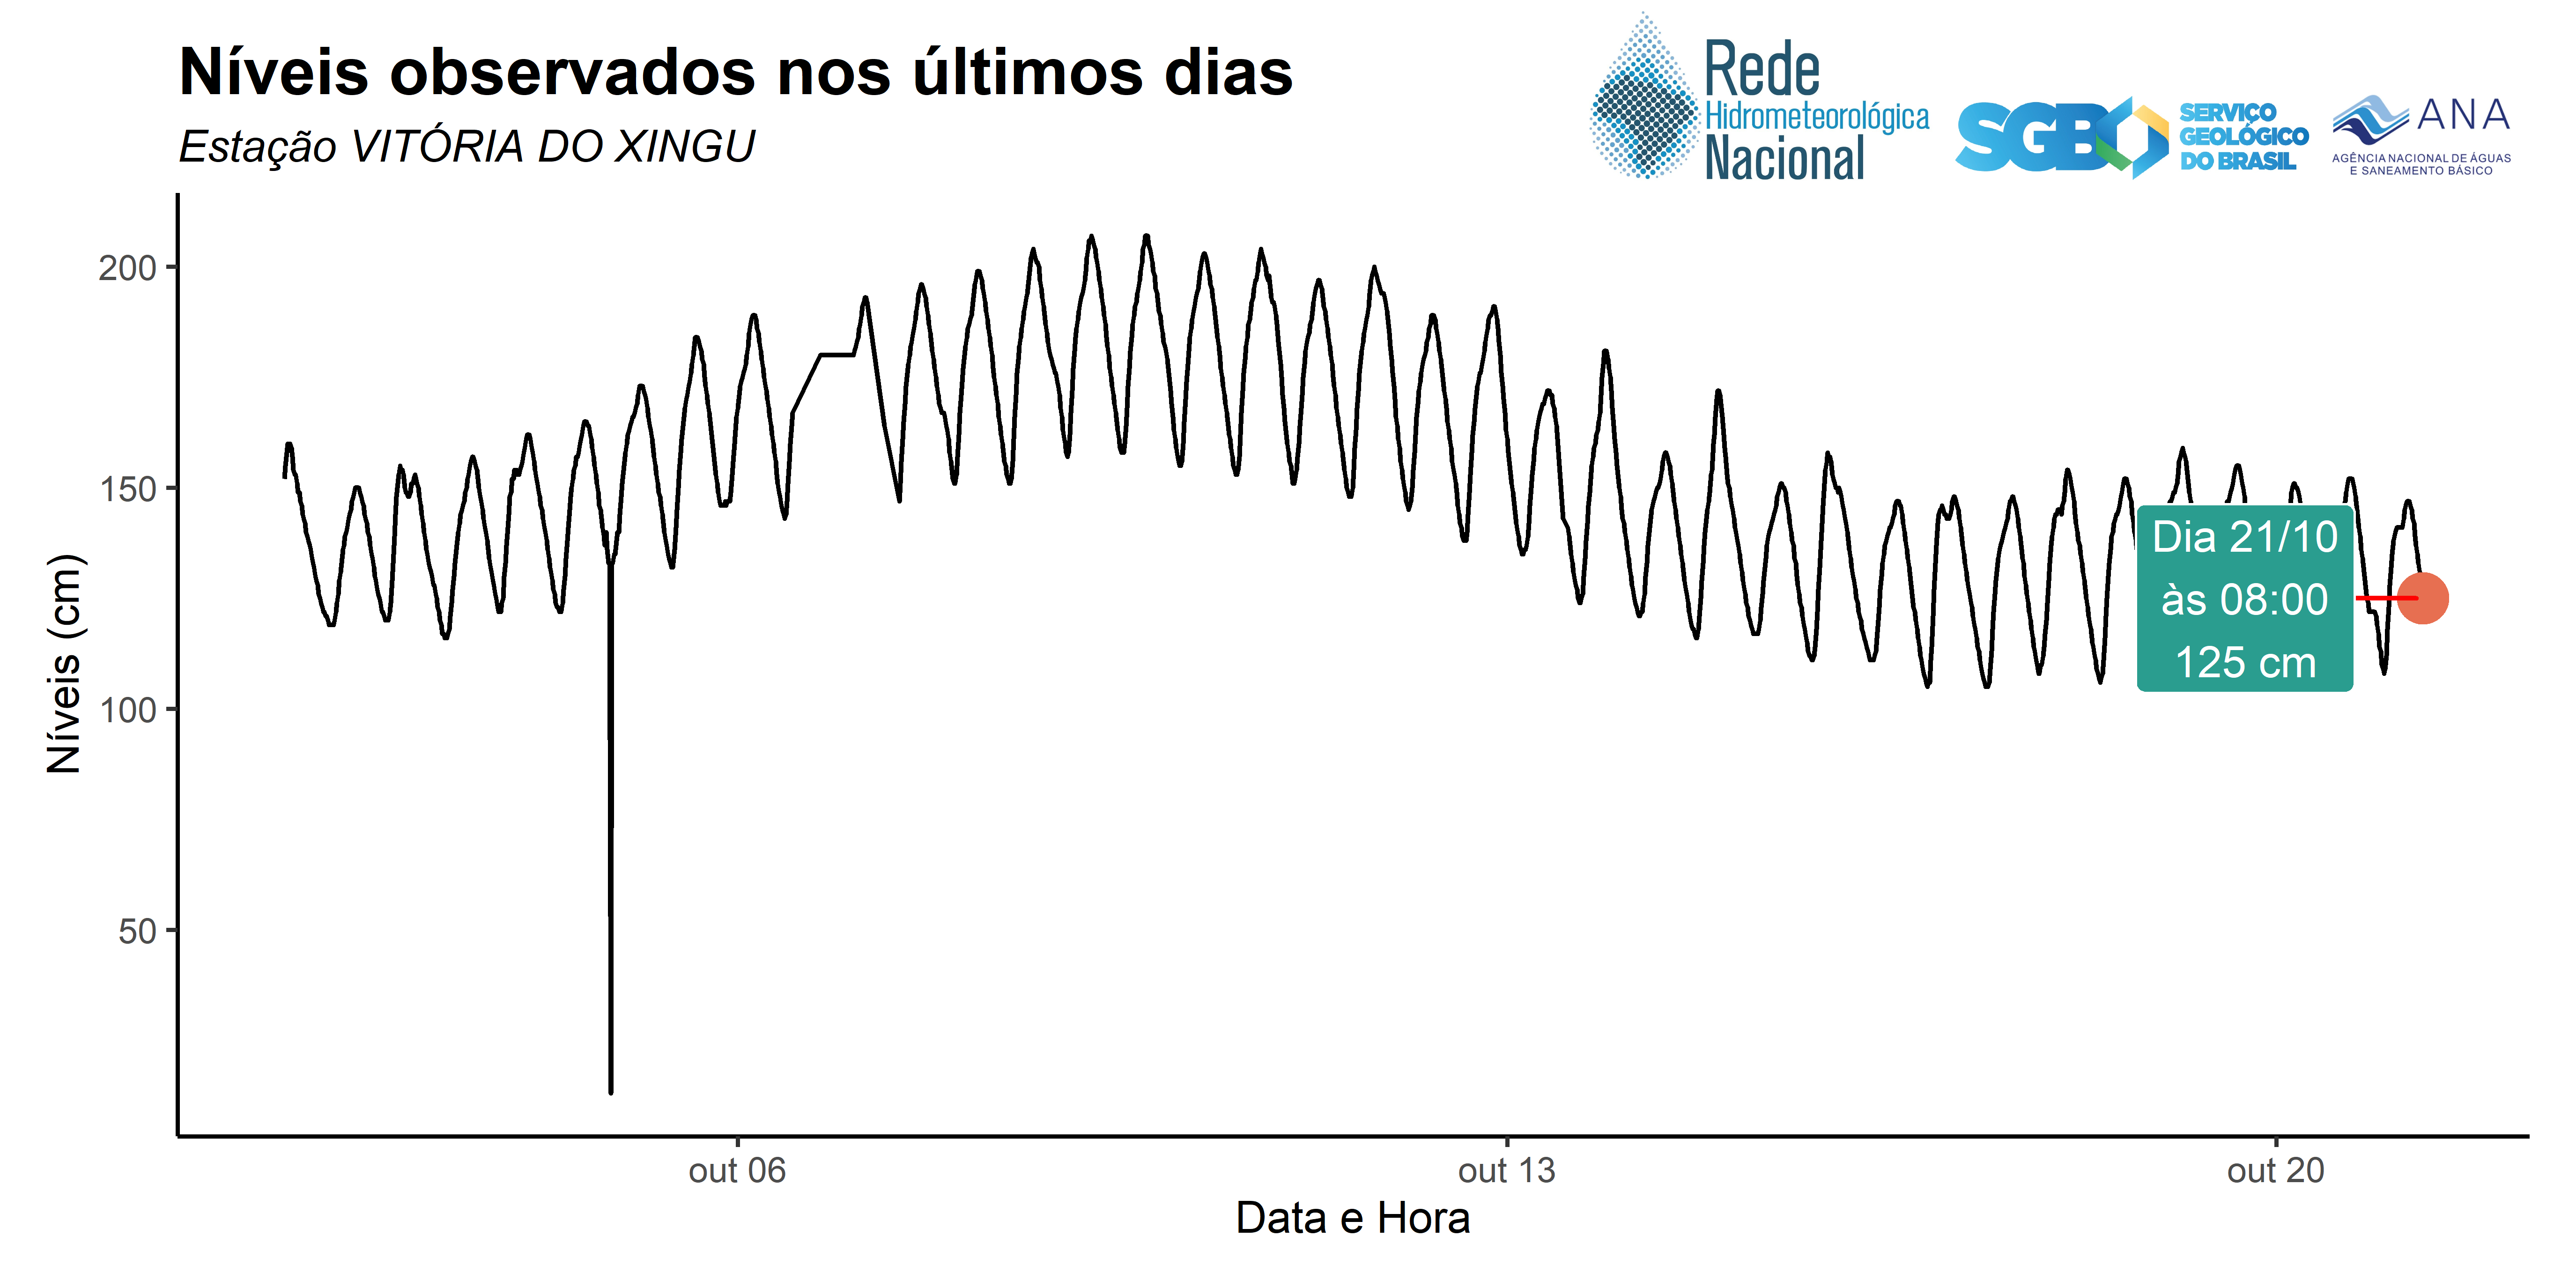 Níveis observados nos últimos dias
Estação VITÓRIA DO XINGU
Rede
Hidrometeorológica
Nacional
SGB
SERVIÇO
GEOLÓGICO
DO BRASIL
ANA
AGÊNCIA NACIONAL DE ÁGUAS
E SANEAMENTO BÁSICO
Níveis (cm)
200
150
100
50
Dia 21/10
às 08:00
125 cm
out 06
out 13
out 20
Data e Hora